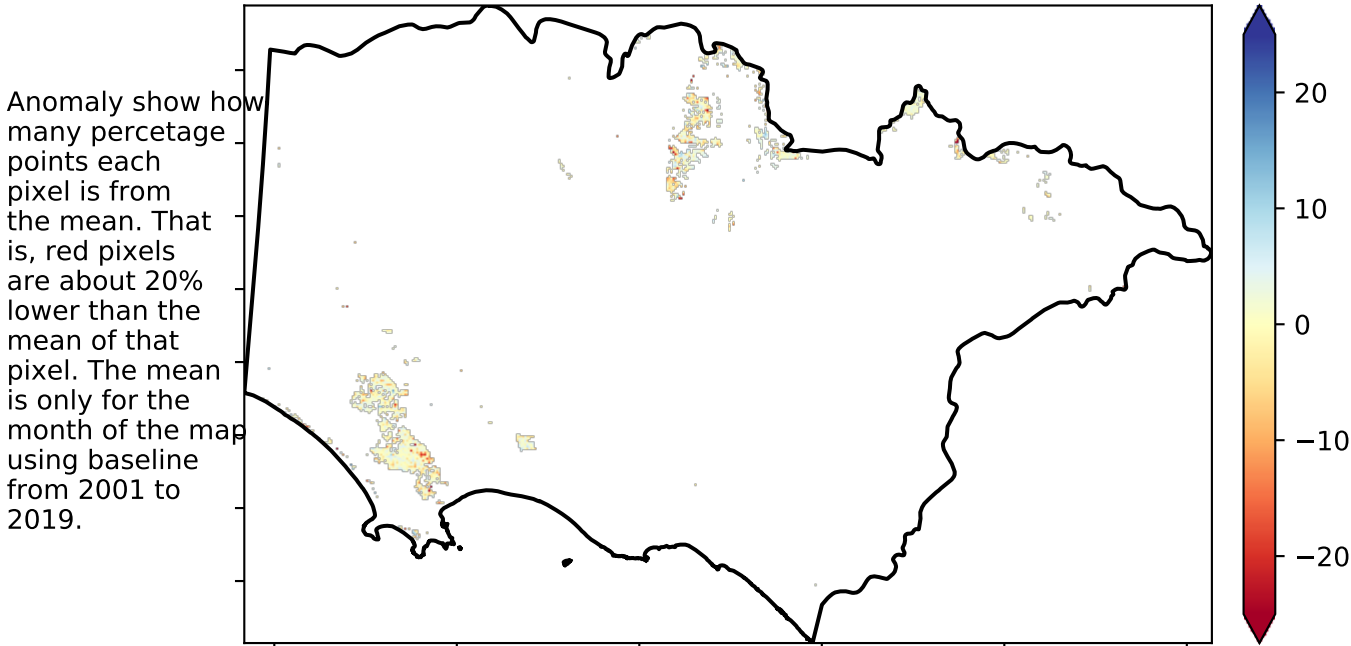 Anomaly show how
many percetage
points each
pixel is from
the mean. That
is, red pixels
are about 20%
lower than the
mean of that
pixel. The mean
is only for the
month of the map
using baseline
from 2001 to
2019.
20
10
0
−10
−20